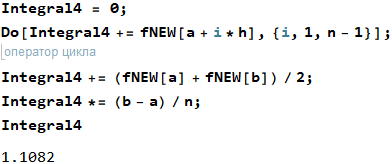 Integral4 = 0;
Do[Integral4 += fNEW[a + i * h], {i, 1, n - 1}];
оператор цикла
Integral4 += (fNEW[a] + fNEW[b]) / 2;
Integral4 *= (b - a) / n;
Integral4
1.1082